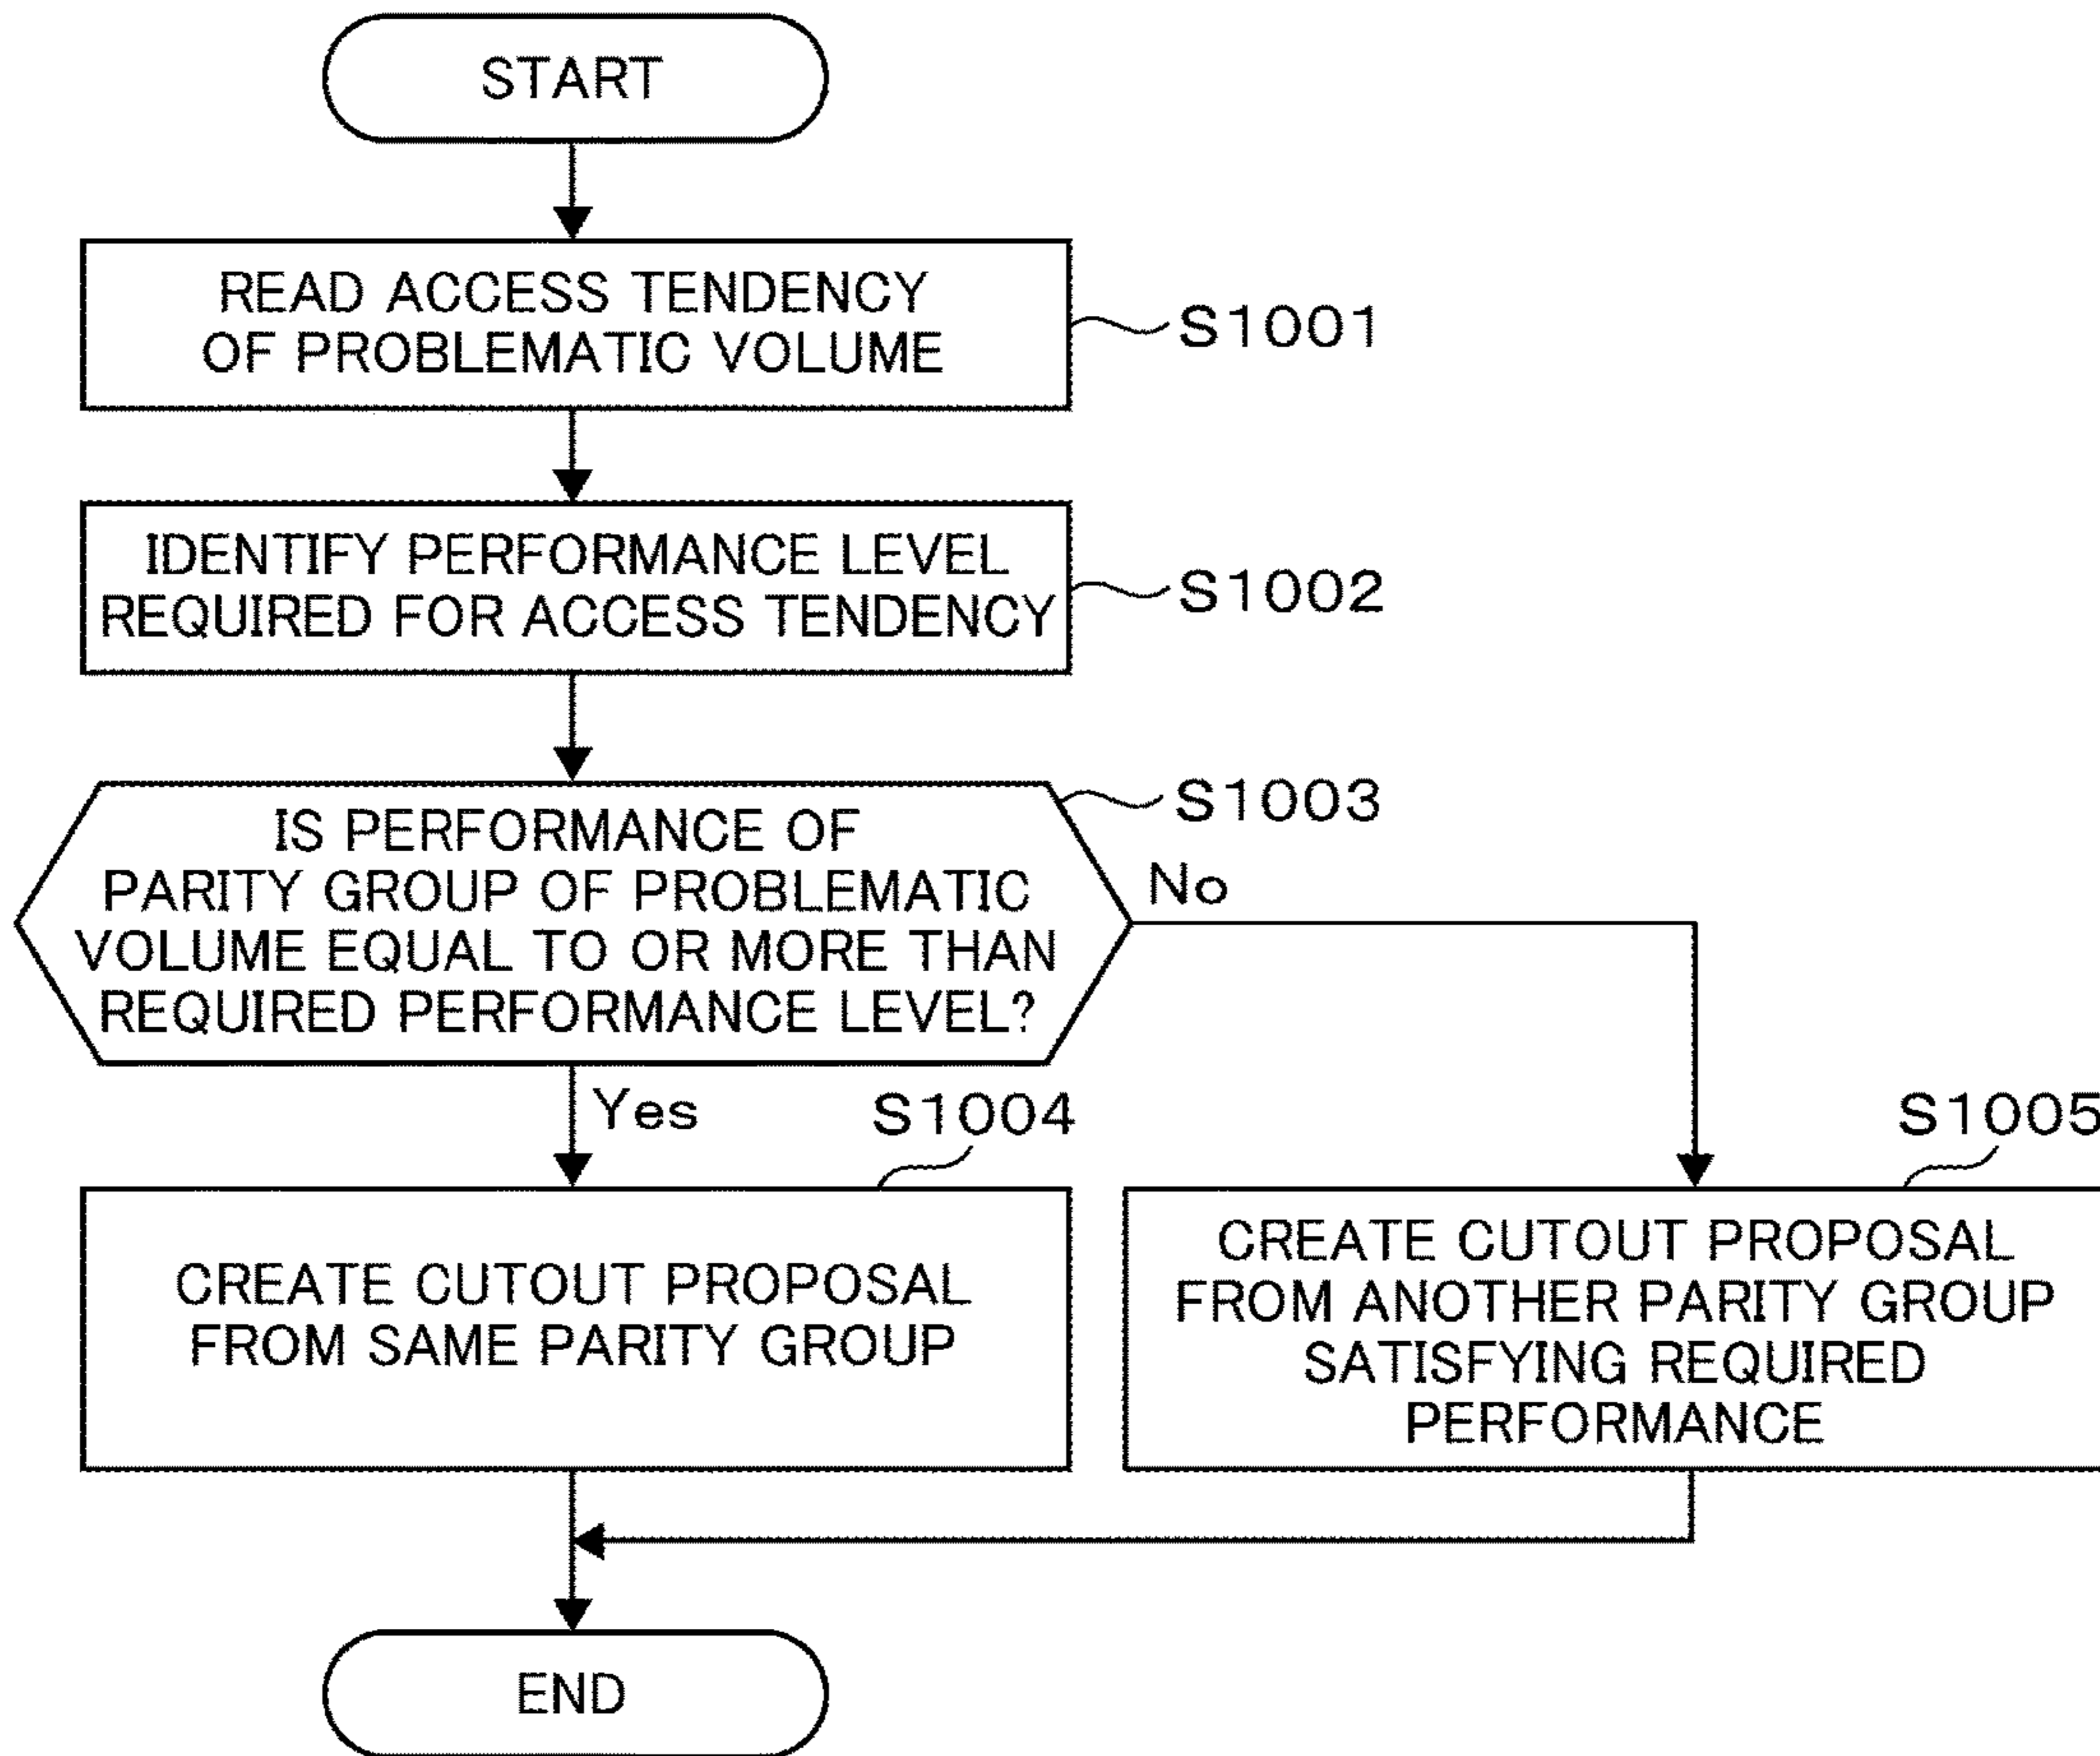 START
READ ACCESS TENDENCY
OF PROBLEMATIC VOLUME
S1001
IDENTIFY PERFORMANCE LEVEL
REQUIRED FOR ACCESS TENDENCY
S1002
IS PERFORMANCE OF
PARITY GROUP OF PROBLEMATIC
VOLUME EQUAL TO OR MORE THAN
REQUIRED PERFORMANCE LEVEL?
S1003
No
Yes
S1004
CREATE CUTOUT PROPOSAL
FROM SAME PARITY GROUP
S1005
CREATE CUTOUT PROPOSAL
FROM ANOTHER PARITY GROUP
SATISFYING REQUIRED
PERFORMANCE
END